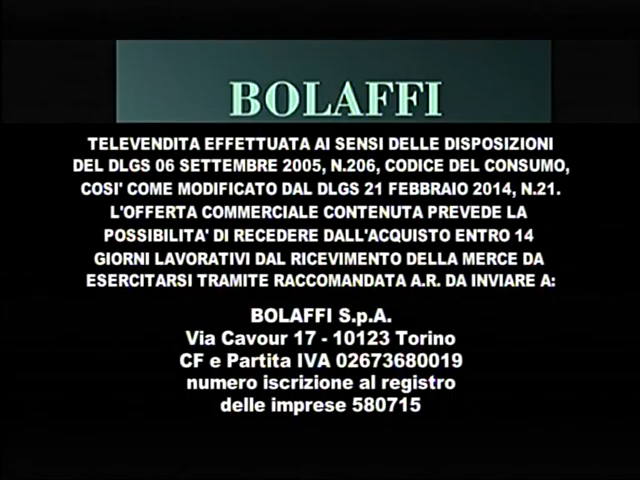 BOLAFFI
TELEVENDITA EFFETTUATA AI SENSI DELLE DISPOSIZIONI
DEL DLGS 06 SETTEMBRE 2005, N.206, CODICE DEL CONSUMO,
COSI' COME MODIFICATO DAL DLGS 21 FEBBRAIO 2014, N.21.
L'OFFERTA COMMERCIALE CONTENUTA PREVEDE LA
POSSIBILITA' DI RECEDERE DALL'ACQUISTO ENTRO 14
GIORNI LAVORATIVI DAL RICEVIMENTO DELLA MERCE DA
ESERCITARSI TRAMITE RACCOMANDATA A.R. DA INVIARE A:
BOLAFFI S.p.A.
Via Cavour 17 - 10123 Torino
CF e Partita IVA 02673680019
numero iscrizione al registro
delle imprese 580715